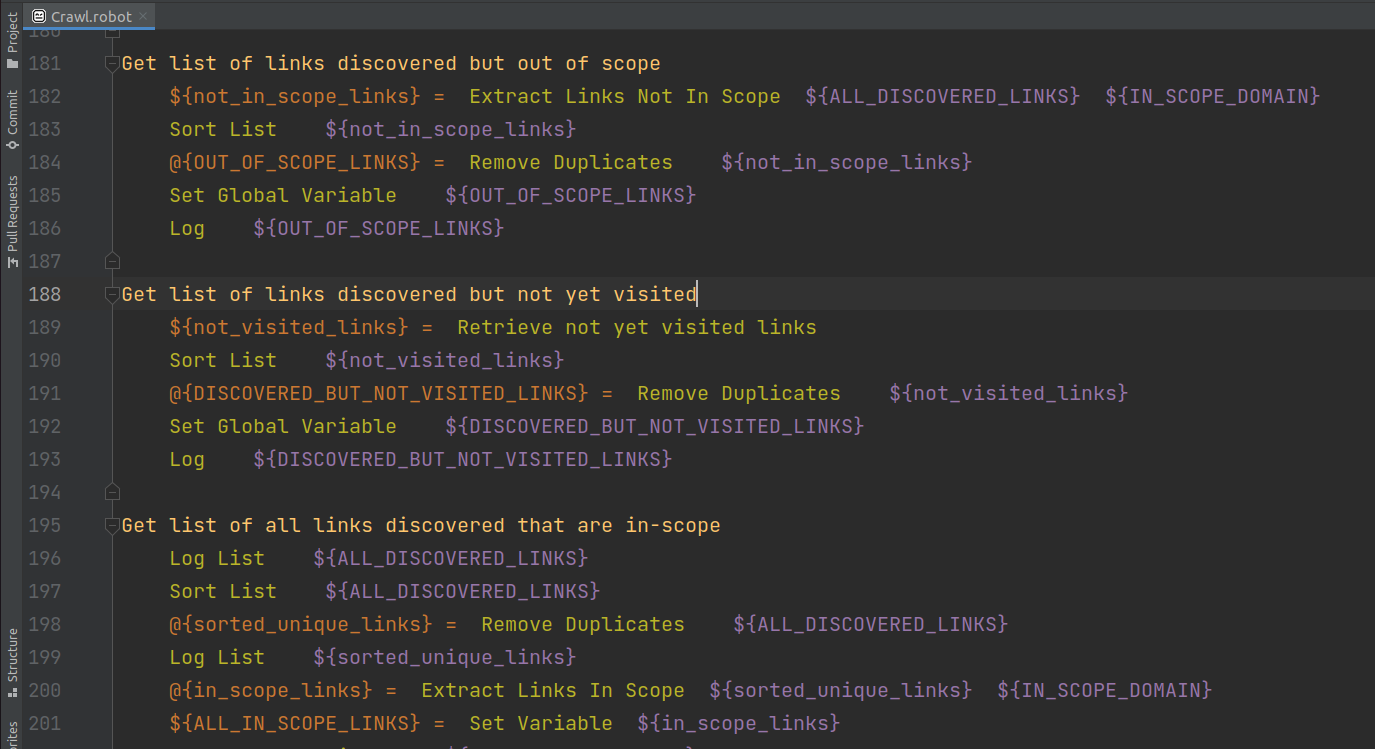 Crawl.robot
Project
Commit
Pull Requests
Structure
181 Get list of links discovered but out of scope
182 ${not_in_scope_links} =  Extract Links Not In Scope  ${ALL_DISCOVERED_LINKS}  ${IN_SCOPE_DOMAIN}
183 Sort List    ${not_in_scope_links}
184 @{OUT_OF_SCOPE_LINKS} =  Remove Duplicates    ${not_in_scope_links}
185 Set Global Variable    ${OUT_OF_SCOPE_LINKS}
186 Log    ${OUT_OF_SCOPE_LINKS}
187
188 Get list of links discovered but not yet visited
189 ${not_visited_links} =  Retrieve not yet visited links
190 Sort List    ${not_visited_links}
191 @{DISCOVERED_BUT_NOT_VISITED_LINKS} =  Remove Duplicates    ${not_visited_links}
192 Set Global Variable    ${DISCOVERED_BUT_NOT_VISITED_LINKS}
193 Log    ${DISCOVERED_BUT_NOT_VISITED_LINKS}
194
195 Get list of all links discovered that are in-scope
196 Log List    ${ALL_DISCOVERED_LINKS}
197 Sort List    ${ALL_DISCOVERED_LINKS}
198 @{sorted_unique_links} =  Remove Duplicates    ${ALL_DISCOVERED_LINKS}
199 Log List    ${sorted_unique_links}
200 @{in_scope_links} =  Extract Links In Scope  ${sorted_unique_links}  ${IN_SCOPE_DOMAIN}
201 ${ALL_IN_SCOPE_LINKS} =  Set Variable  ${in_scope_links}